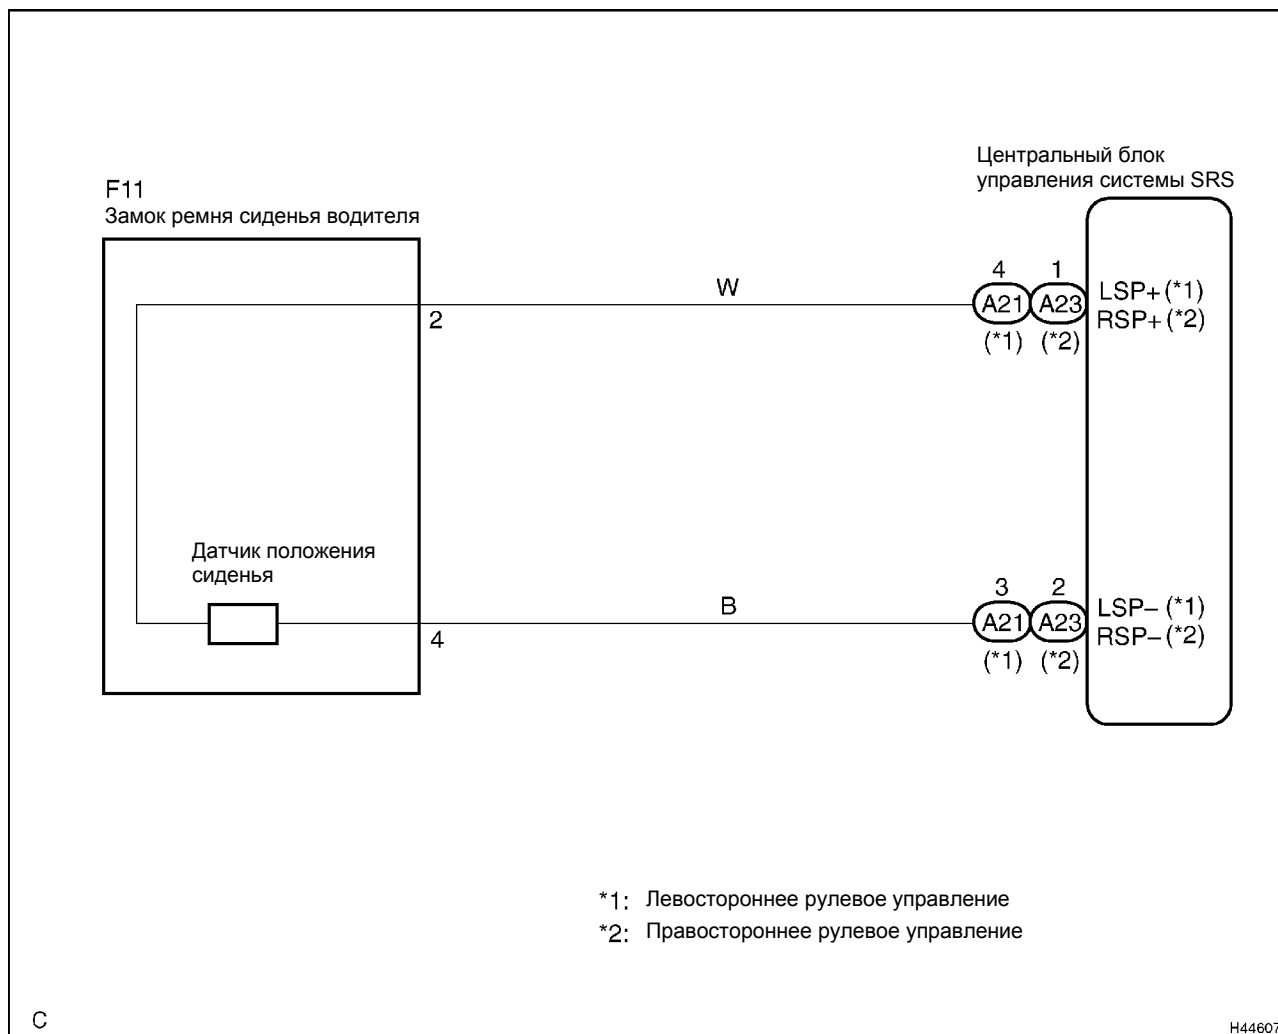 Центральный блок
управления системы SRS
F11
Замок ремня сиденья водителя
W
4 1
A21 A23
(*1) (*2)
LSP+ (*1)
RSP+ (*2)
2
Датчик положения
сиденья
B
4
3 2
A21 A23
(*1) (*2)
LSP– (*1)
RSP– (*2)
*1: Левостороннее рулевое управление
*2: Правостороннее рулевое управление
C
H44607